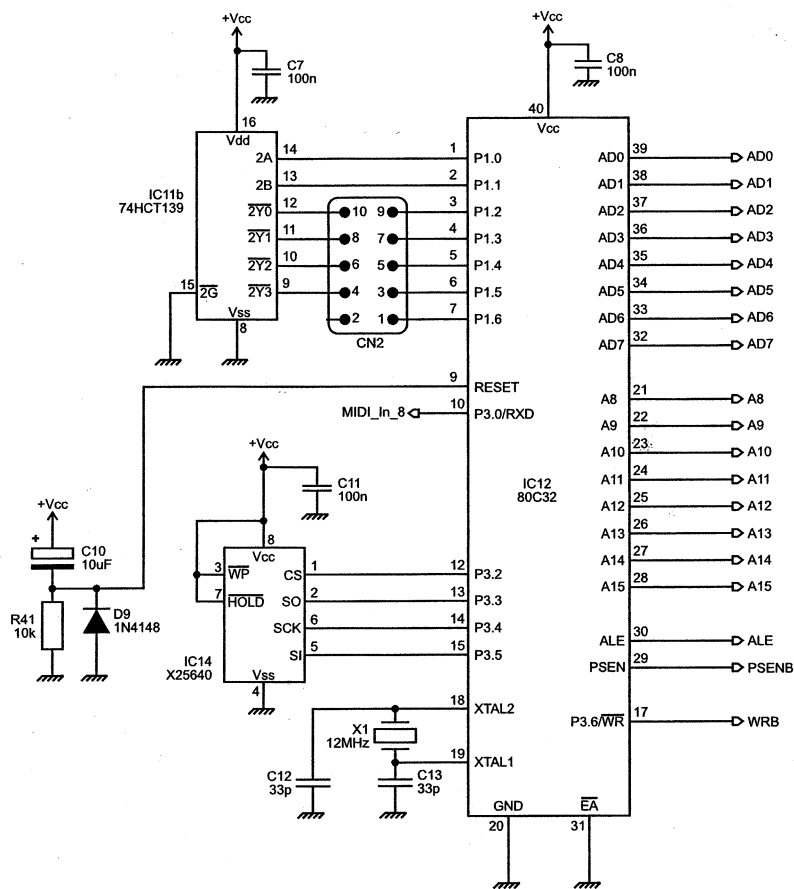 +Vcc
C7
100n
16
Vdd
IC11b
74HCT139
2A 14
2B 13
2Y0 12
2Y1 11
2Y2 10
2Y3 9
15 2G
Vss
8
10 9
8 7
6 5
4 3
2 1
CN2
+Vcc
C8
100n
40
Vcc
1 P1.0
2 P1.1
3 P1.2
4 P1.3
5 P1.4
6 P1.5
7 P1.6
9 RESET
MIDI_In_8 10 P3.0/RXD
IC12
80C32
12 P3.2
13 P3.3
14 P3.4
15 P3.5
18 XTAL2
19 XTAL1
GND
20
EA
31
AD0 39 AD0
AD1 38 AD1
AD2 37 AD2
AD3 36 AD3
AD4 35 AD4
AD5 34 AD5
AD6 33 AD6
AD7 32 AD7
A8 21 A8
A9 22 A9
A10 23 A10
A11 24 A11
A12 25 A12
A13 26 A13
A14 27 A14
A15 28 A15
ALE 30 ALE
PSEN 29 PSENB
P3.6/WR 17 WRB
+Vcc
C11
100n
8
Vcc
3 WP
7 HOLD
CS 1
SO 2
SCK 6
SI 5
IC14
X25640
Vss
4
+Vcc
+
C10
10uF
R41
10k
D9
1N4148
X1
12MHz
C12
33p
C13
33p